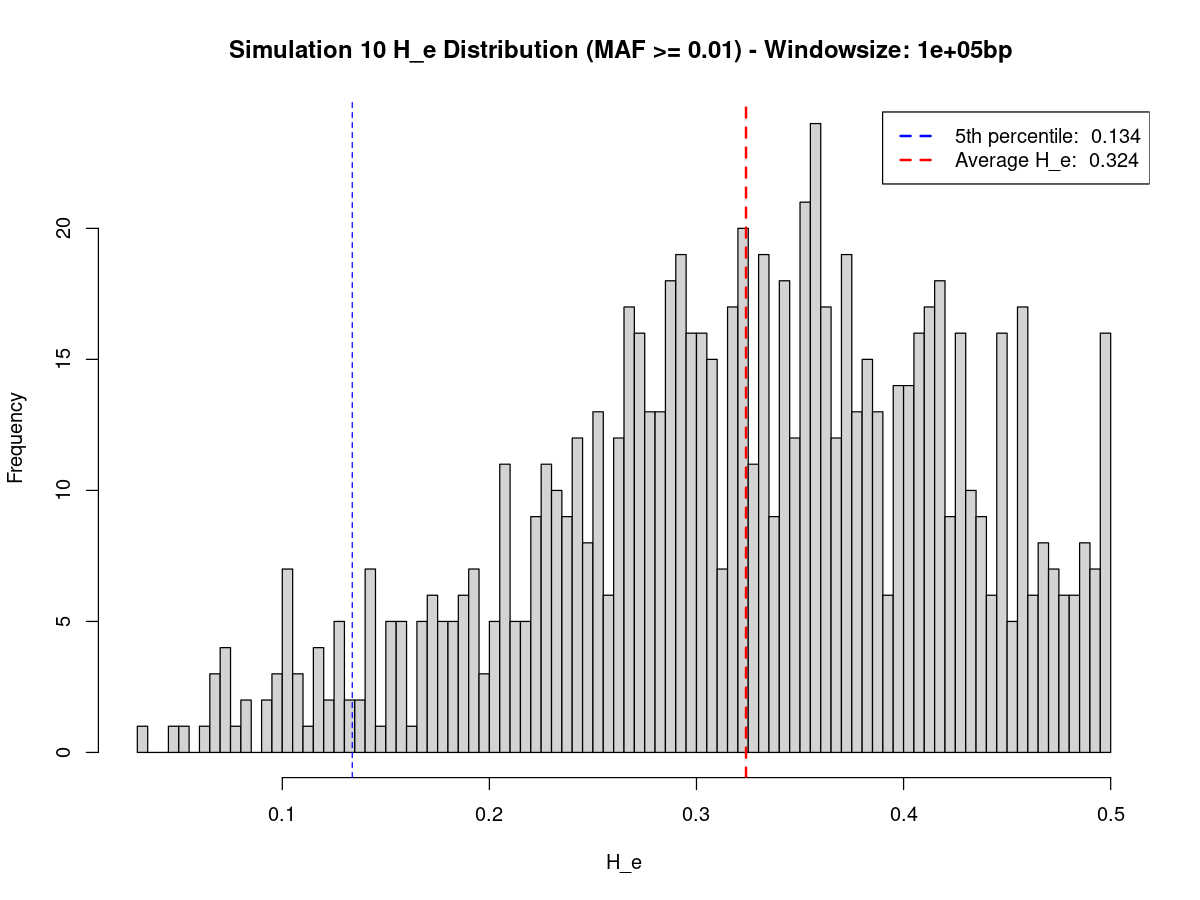 Simulation 10 H_e Distribution (MAF >= 0.01) - Windowsize: 1e+05bp
5th percentile: 0.134
Average H_e: 0.324
Frequency
20
15
10
5
0
0.1 0.2 0.3 0.4 0.5
H_e